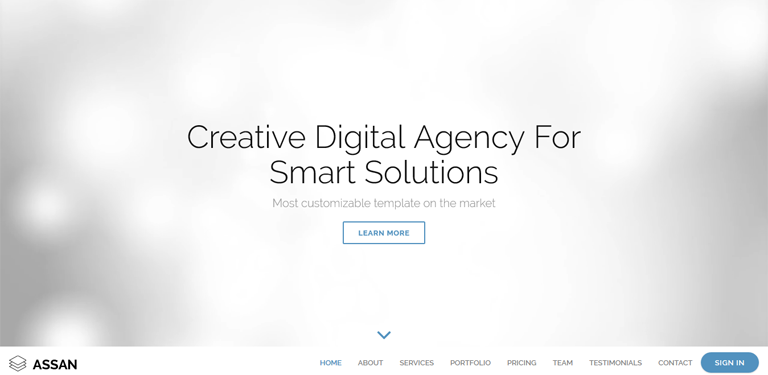 Creative Digital Agency For
Smart Solutions
Most customizable template on the market
LEARN MORE
ASSAN
HOME ABOUT SERVICES PORTFOLIO PRICING TEAM TESTIMONIALS CONTACT SIGN IN